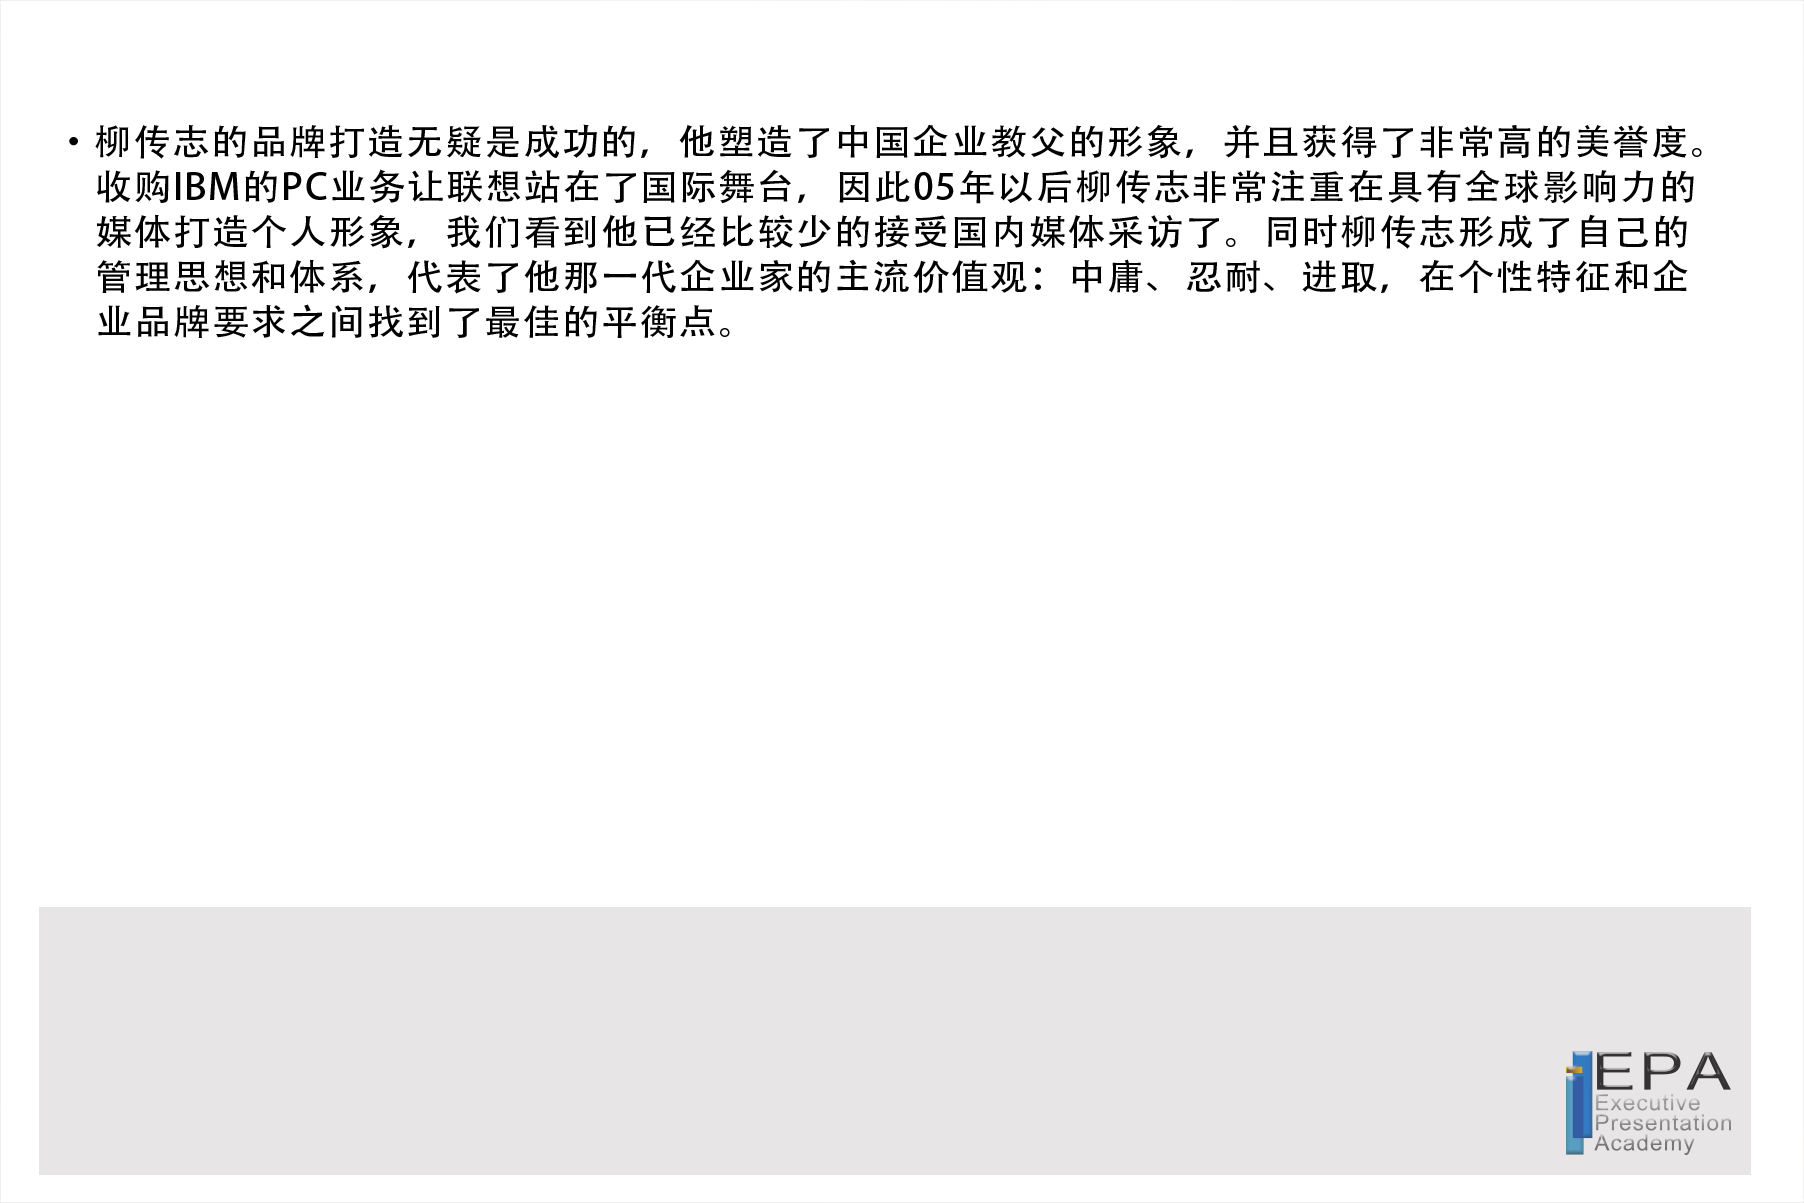 • 柳传志的品牌打造无疑是成功的，他塑造了中国企业教父的形象，并且获得了非常高的美誉度。
收购IBM的PC业务让联想站在了国际舞台，因此05年以后柳传志非常注重在具有全球影响力的
媒体打造个人形象，我们看到他已经比较少的接受国内媒体采访了。同时柳传志形成了自己的
管理思想和体系，代表了他那一代企业家的主流价值观：中庸、忍耐、进取，在个性特征和企
业品牌要求之间找到了最佳的平衡点。
EPA
Executive
Presentation
Academy